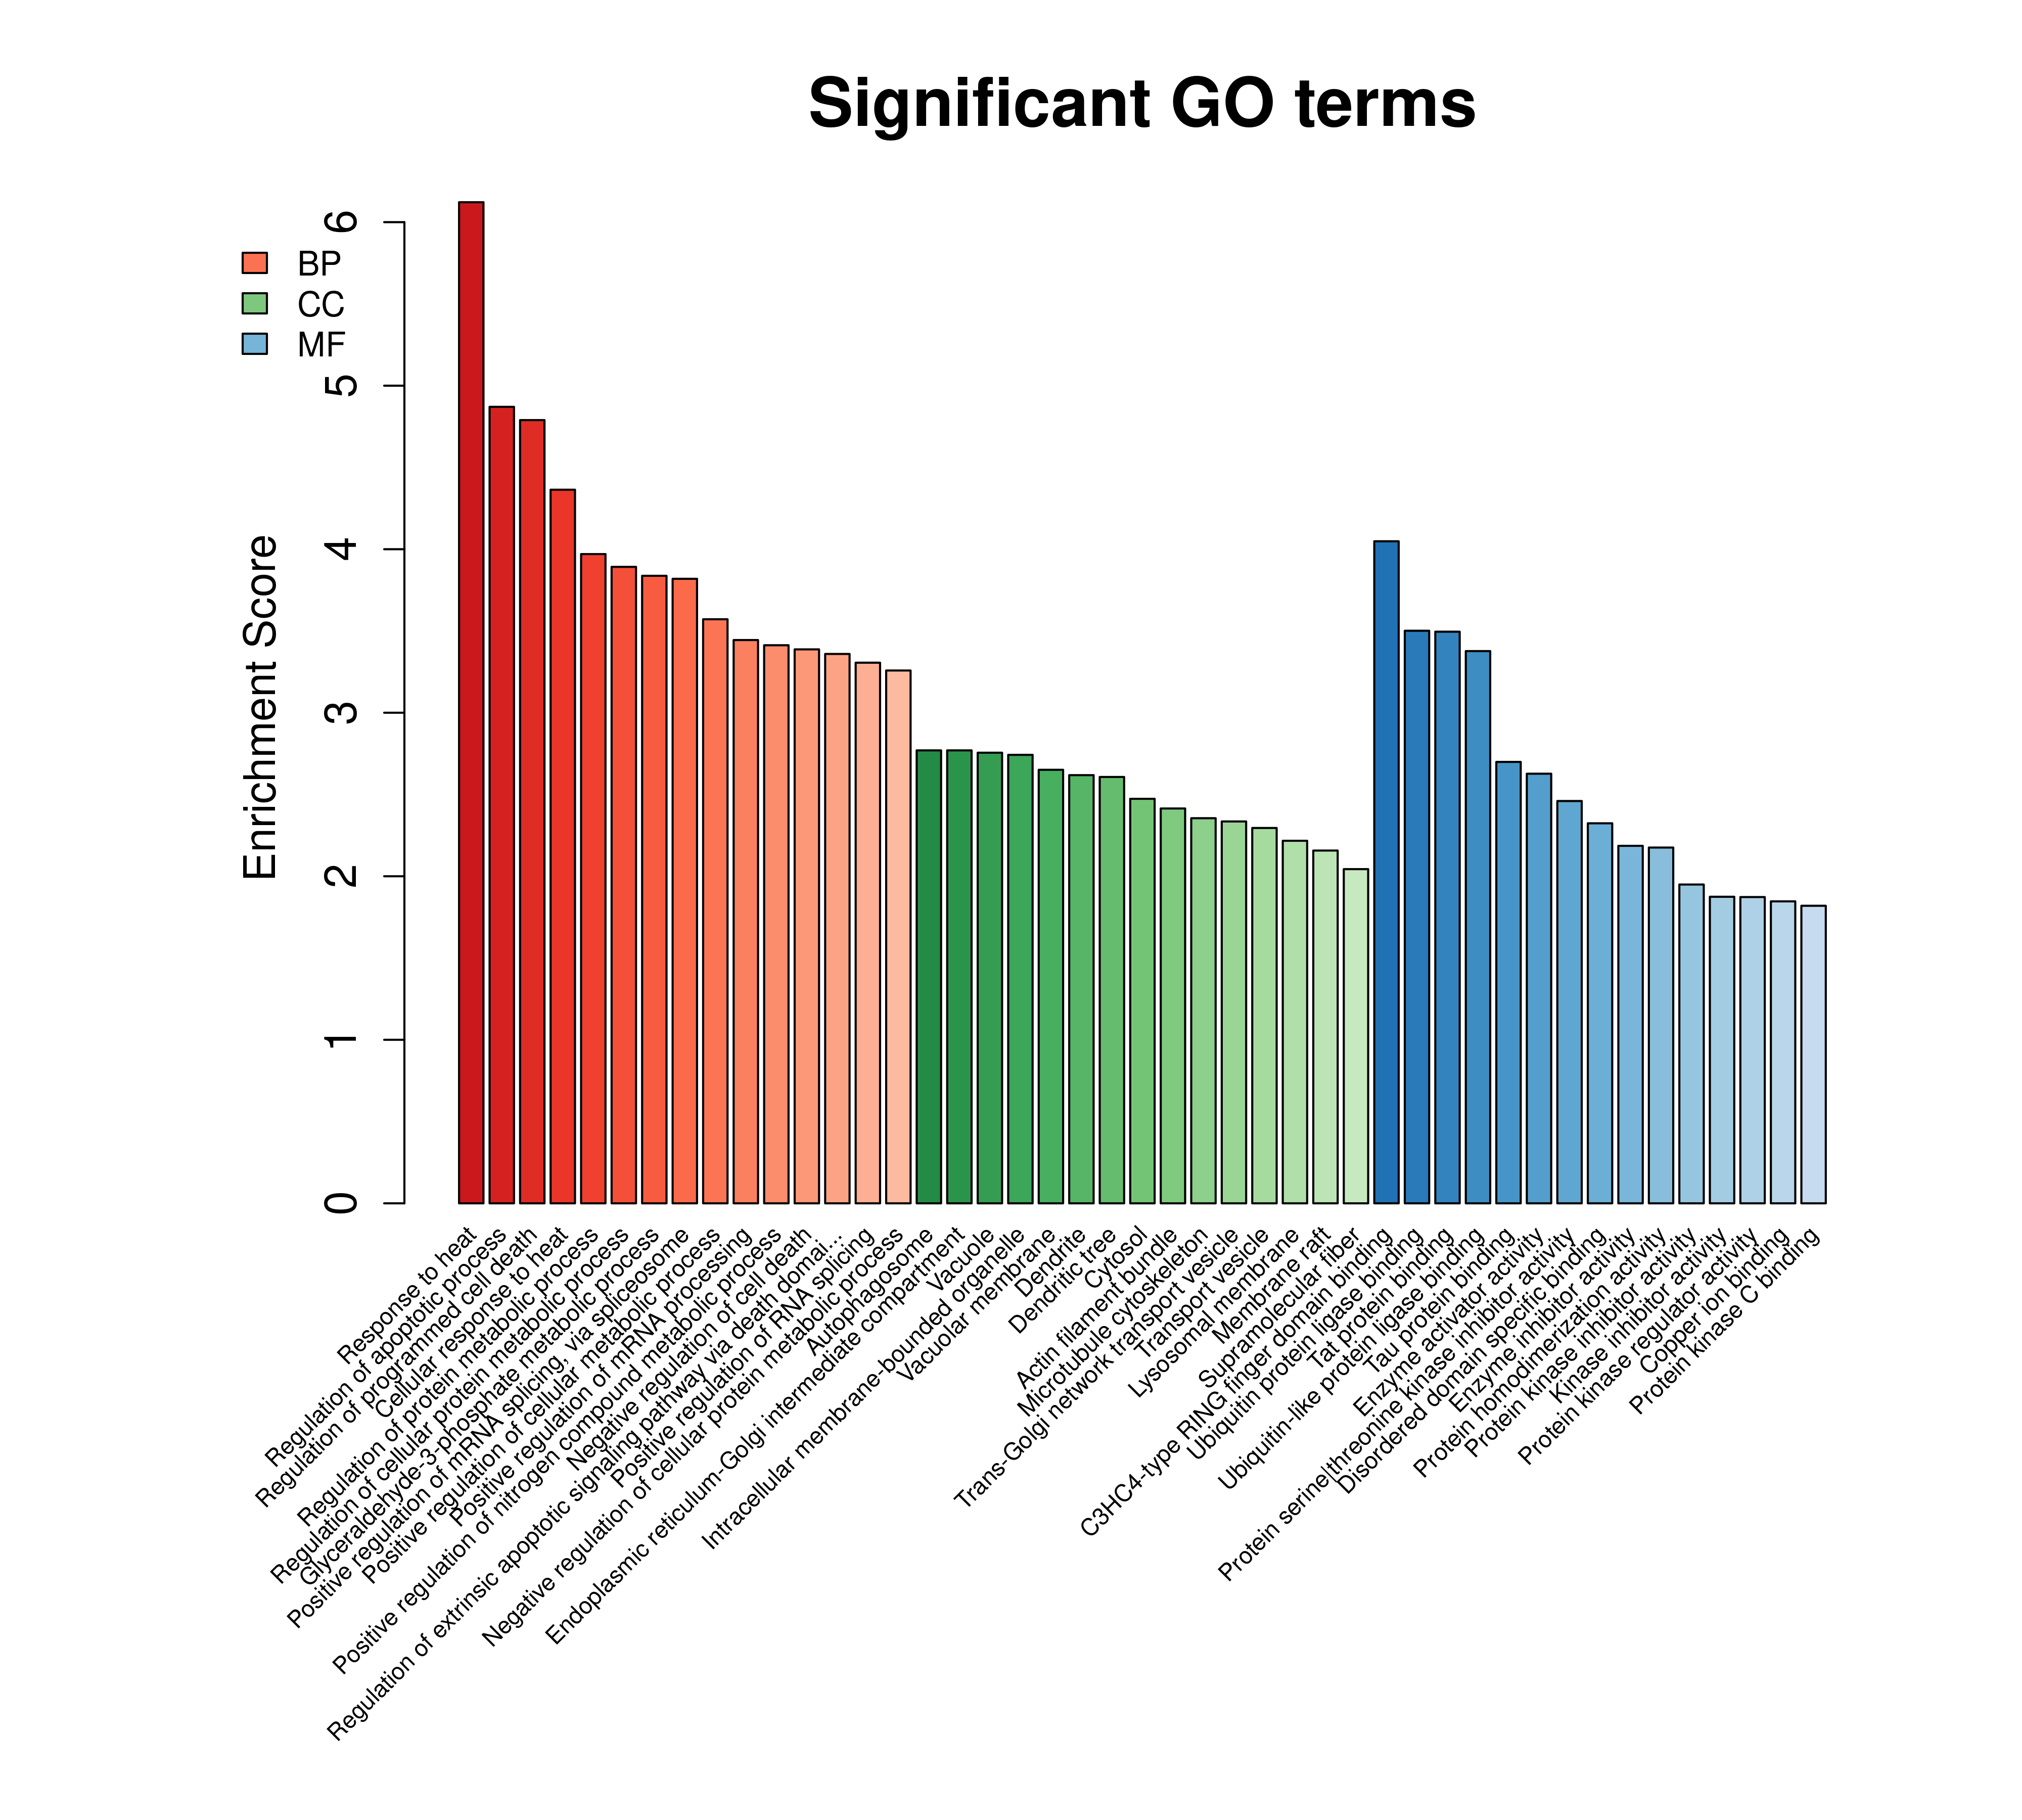 Significant GO terms
BP
CC
MF
Enrichment Score
6
5
4
3
2
1
0
Response to heat
Regulation of apoptotic process
Regulation of programmed cell death
Cellular response to heat
Regulation of protein metabolic process
Regulation of cellular protein metabolic process
Glyceraldehyde-3-phosphate metabolic process
Positive regulation of mRNA splicing, via spliceosome
Positive regulation of cellular metabolic process
Positive regulation of mRNA processing
Positive regulation of nitrogen compound metabolic process
Negative regulation of cell death
Regulation of extrinsic apoptotic signaling pathway via death domai...
Positive regulation of RNA splicing
Negative regulation of cellular protein metabolic process
Autophagosome
Endoplasmic reticulum-Golgi intermediate compartment
Vacuole
Intracellular membrane-bounded organelle
Vacuolar membrane
Dendrite
Dendritic tree
Cytosol
Actin filament bundle
Microtubule cytoskeleton
Trans-Golgi network transport vesicle
Transport vesicle
Lysosomal membrane
Membrane raft
Supramolecular fiber
C3HC4-type RING finger domain binding
Ubiquitin protein ligase binding
Tat protein binding
Ubiquitin-like protein ligase binding
Tau protein binding
Enzyme activator activity
Protein serine|threonine kinase inhibitor activity
Disordered domain specific binding
Enzyme inhibitor activity
Protein homodimerization activity
Protein kinase inhibitor activity
Kinase inhibitor activity
Protein kinase regulator activity
Copper ion binding
Protein kinase C binding